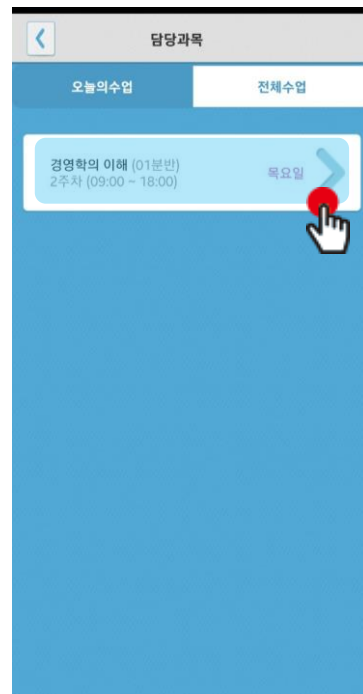 담당과목
오늘의수업
전체수업
경영학의 이해 (01분반)
2주차 (09:00 ~ 18:00)
목요일